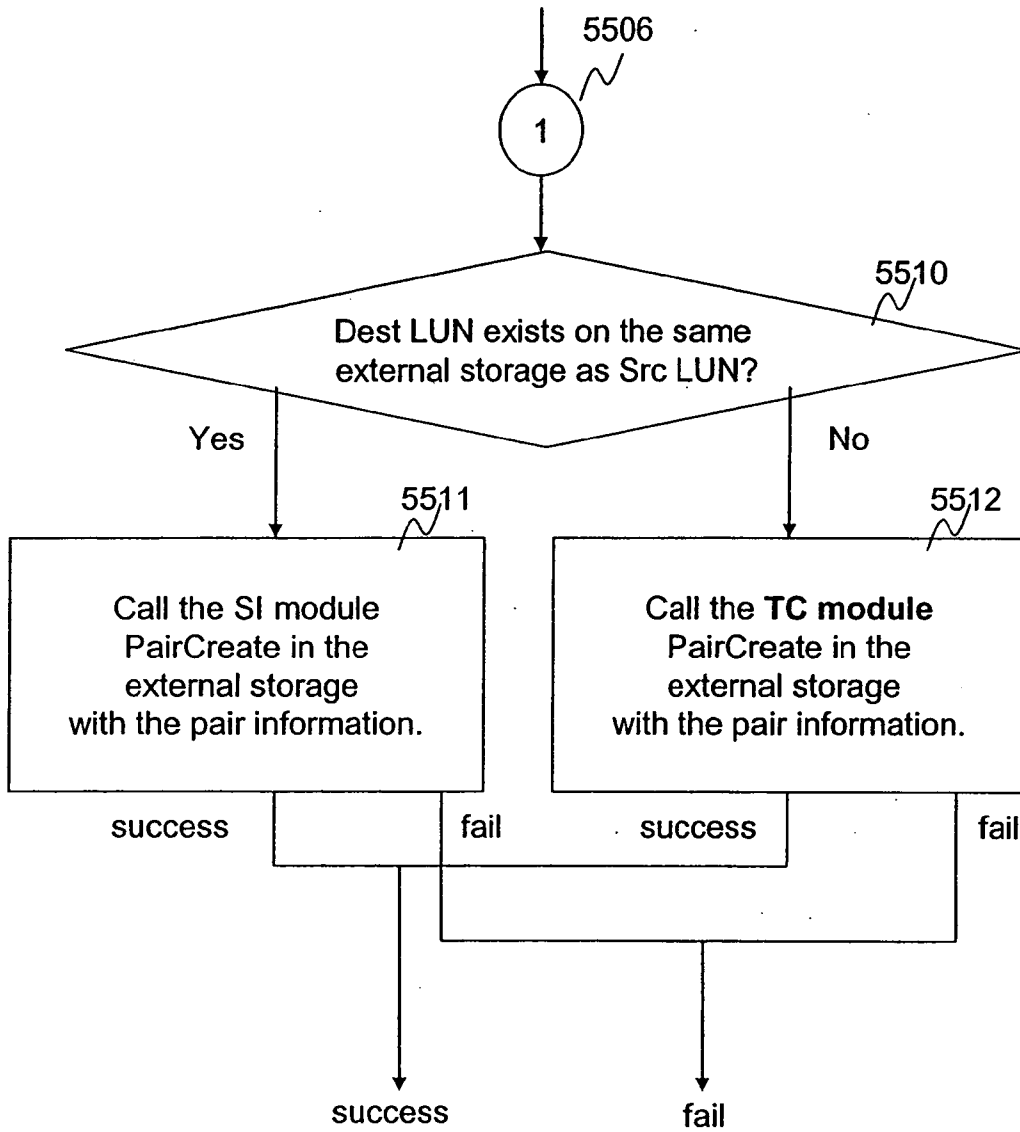 5506
1
5510
Dest LUN exists on the same
external storage as Src LUN?
Yes
No
5511
5512
Call the SI module
PairCreate in the
external storage
with the pair information.
Call the TC module
PairCreate in the
external storage
with the pair information.
success
fail
success
fail
success
fail